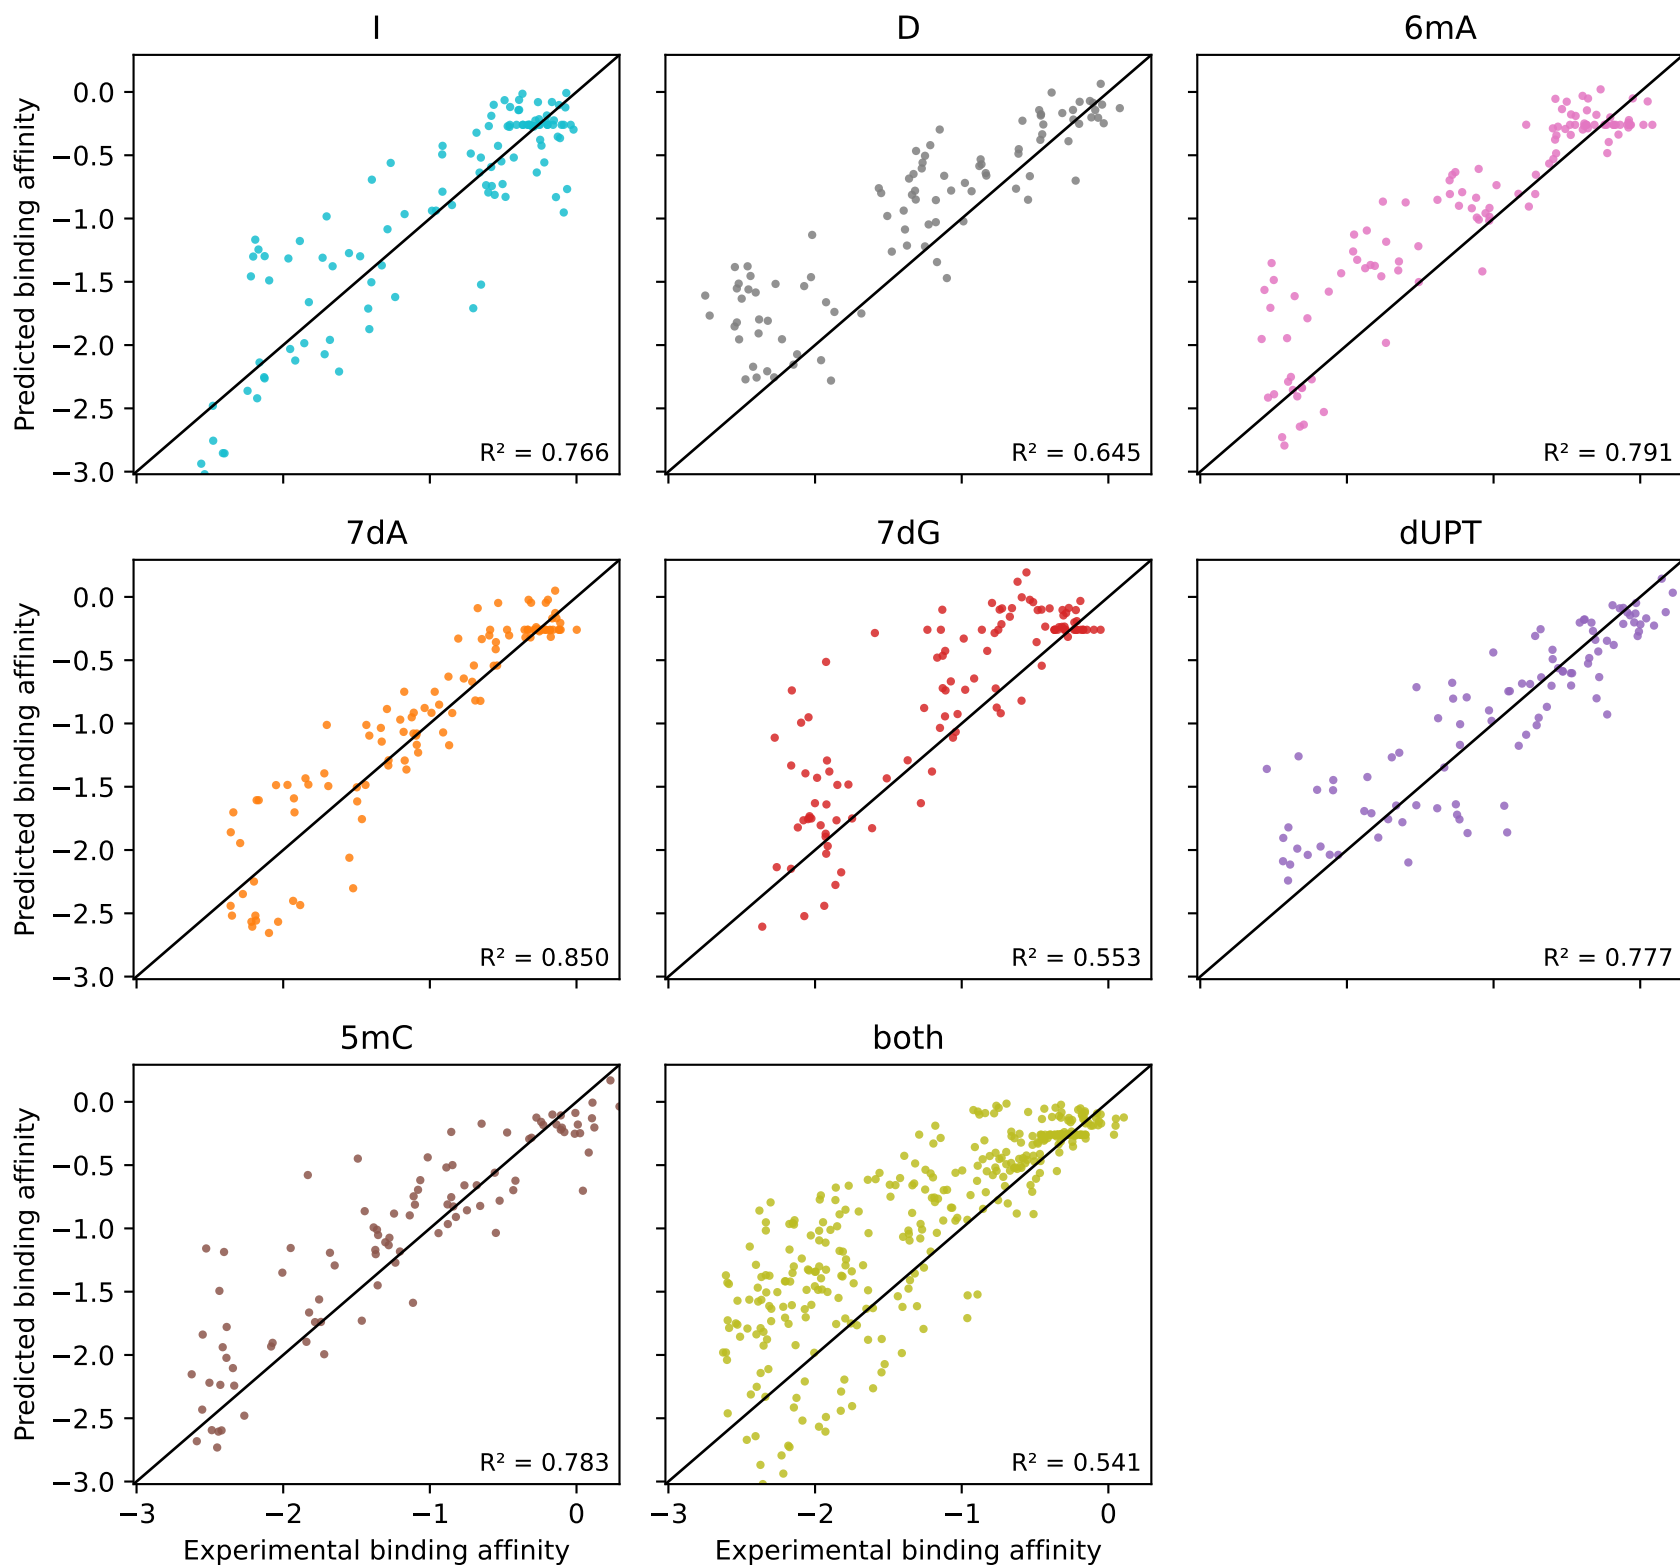 I
D
6mA
Predicted binding affinity
0.0
−0.5
−1.0
−1.5
−2.0
−2.5
−3.0
R² = 0.766
R² = 0.645
R² = 0.791
7dA
7dG
dUPT
Predicted binding affinity
0.0
−0.5
−1.0
−1.5
−2.0
−2.5
−3.0
R² = 0.850
R² = 0.553
R² = 0.777
5mC
both
Predicted binding affinity
0.0
−0.5
−1.0
−1.5
−2.0
−2.5
−3.0
R² = 0.783
R² = 0.541
−3 −2 −1 0
−3 −2 −1 0
Experimental binding affinity
Experimental binding affinity